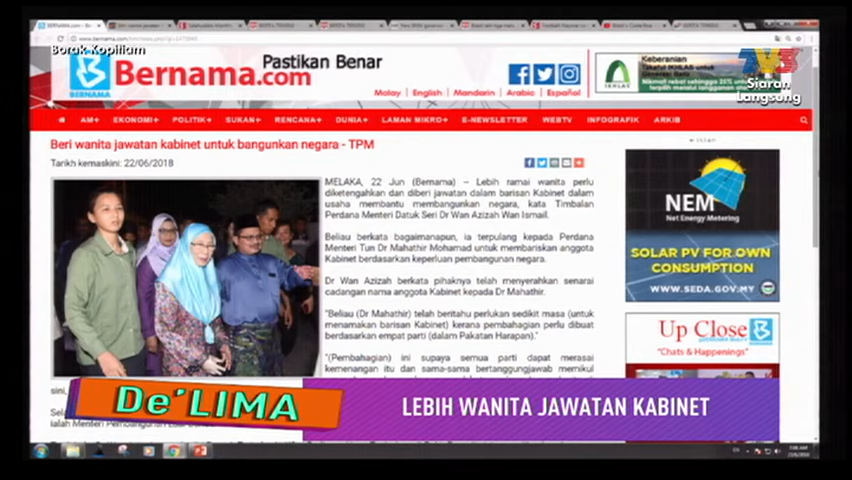 www.bernama.com
Borak Kopitiam
BERNAMA
Bernama.com
Pastikan Benar
Malay | English | Mandarin | Arabic | Español
IKHLAS
Keberanian
Siaran
Langsung
AM+ EKONOMI+ POLITIK+ SUKAN+ RENCANA+ DUNIA+ LAMAN MIKRO+ E-NEWSLETTER WEBTV INFOGRAFIK ARKIB
Beri wanita jawatan kabinet untuk bangunkan negara - TPM
Tarikh kemaskini: 22/06/2018
MELAKA, 22 Jun (Bernama) -- Lebih ramai wanita perlu
diketengahkan dan diberi jawatan dalam barisan Kabinet dalam
usaha membantu membangunkan negara, kata Timbalan
Perdana Menteri Datuk Seri Dr Wan Azizah Wan Ismail.
Beliau berkata bagaimanapun, ia terpulang kepada Perdana
Menteri Tun Dr Mahathir Mohamad untuk membariskan anggota
Kabinet berdasarkan keperluan pembangunan negara.
Dr Wan Azizah berkata pihaknya telah menyerahkan senarai
cadangan nama anggota Kabinet kepada Dr Mahathir.
"Beliau (Dr Mahathir) telah beritahu perlukan sedikit masa (untuk
menamakan barisan Kabinet) kerana pembahagian perlu dibuat
berdasarkan empat parti (dalam Pakatan Harapan)."
"(Pembahagian) ini supaya semua parti dapat merasai
kemenangan itu dan sama-sama bertanggungjawab memikul
NEM
Net Energy Metering
SOLAR PV FOR OWN
CONSUMPTION
WWW.SEDA.GOV.MY
Up Close
"Chats & Happenings"
De'LIMA
LEBIH WANITA JAWATAN KABINET